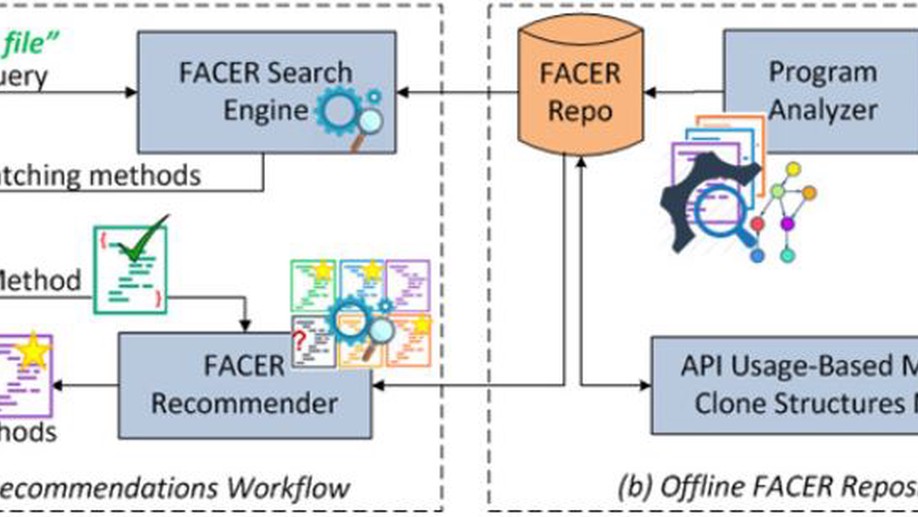 file”
uery
FACER Search
Engine
atching methods
Method
{
}
?
FACER
Recommender
hods
ecommendations Workflow
FACER
Repo
Program
Analyzer
API Usage-Based M
Clone Structures
(b) Offline FACER Repos